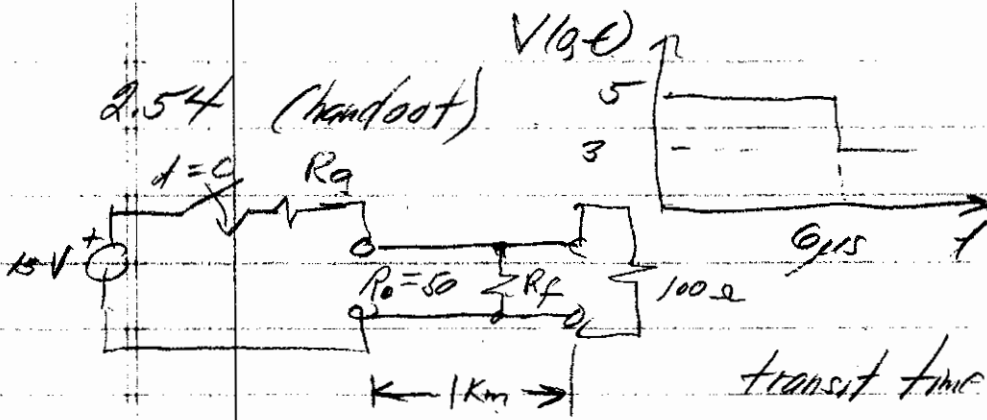 V(0,t)
2.54 (handout)
5
3
t=0
Rg
6μs
t
15V
+
R₀=50
Rf
100Ω
1Km
transit time